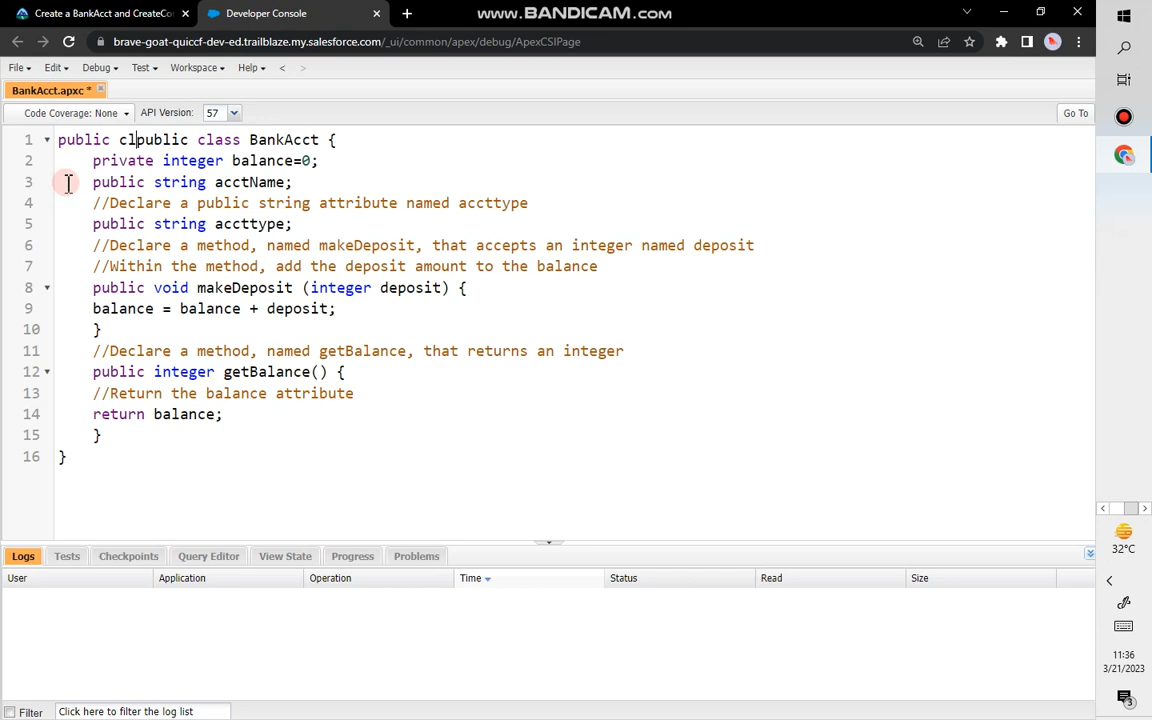 Create a BankAcct and CreateCo
Developer Console
www.BANDICAM.com
brave-goat-quiccf-dev-ed.trailblaze.my.salesforce.com/_ui/common/apex/debug/ApexCSIPage
File Edit Debug Test Workspace Help < >
BankAcct.apxc *
Code Coverage: None API Version: 57 Go To
1 public clpublic class BankAcct {
2 private integer balance=0;
3 public string acctName;
4 //Declare a public string attribute named accttype
5 public string accttype;
6 //Declare a method, named makeDeposit, that accepts an integer named deposit
7 //Within the method, add the deposit amount to the balance
8 public void makeDeposit (integer deposit) {
9 balance = balance + deposit;
10 }
11 //Declare a method, named getBalance, that returns an integer
12 public integer getBalance() {
13 //Return the balance attribute
14 return balance;
15 }
16 }
Logs Tests Checkpoints Query Editor View State Progress Problems
User Application Operation Time Status Read Size
Filter Click here to filter the log list
32°C
11:36
3/21/2023
3